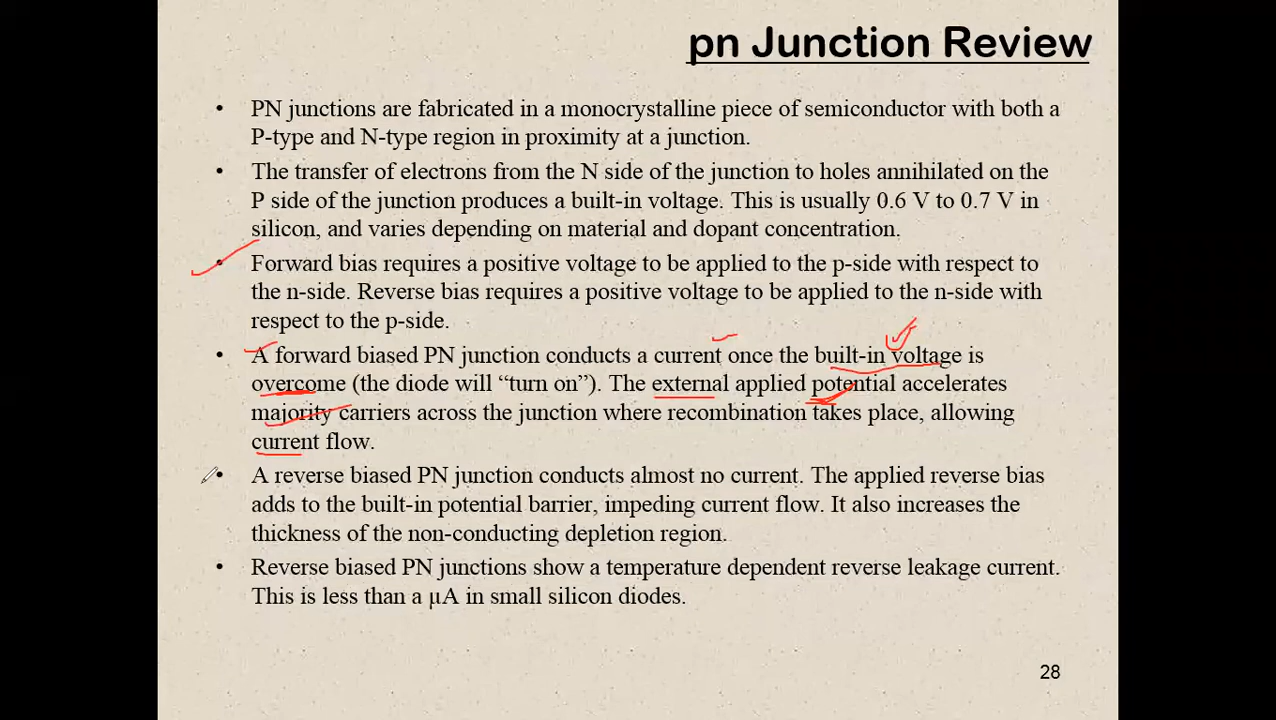 pn Junction Review
• PN junctions are fabricated in a monocrystalline piece of semiconductor with both a
P-type and N-type region in proximity at a junction.
• The transfer of electrons from the N side of the junction to holes annihilated on the
P side of the junction produces a built-in voltage. This is usually 0.6 V to 0.7 V in
silicon, and varies depending on material and dopant concentration.
• Forward bias requires a positive voltage to be applied to the p-side with respect to
the n-side. Reverse bias requires a positive voltage to be applied to the n-side with
respect to the p-side.
• A forward biased PN junction conducts a current once the built-in voltage is
overcome (the diode will “turn on”). The external applied potential accelerates
majority carriers across the junction where recombination takes place, allowing
current flow.
• A reverse biased PN junction conducts almost no current. The applied reverse bias
adds to the built-in potential barrier, impeding current flow. It also increases the
thickness of the non-conducting depletion region.
• Reverse biased PN junctions show a temperature dependent reverse leakage current.
This is less than a μA in small silicon diodes.
28